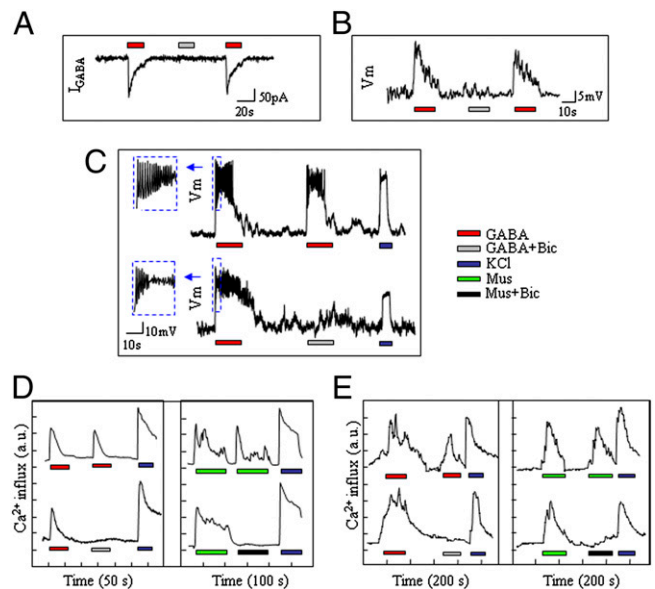 A
I_GABA
50pA
20s
B
Vm
5mV
10s
C
Vm
Vm
10mV
10s
GABA
GABA+Bic
KCl
Mus
Mus+Bic
D
Ca²⁺ influx (a.u.)
Time (50 s)
Time (100 s)
E
Ca²⁺ influx (a.u.)
Time (200 s)
Time (200 s)